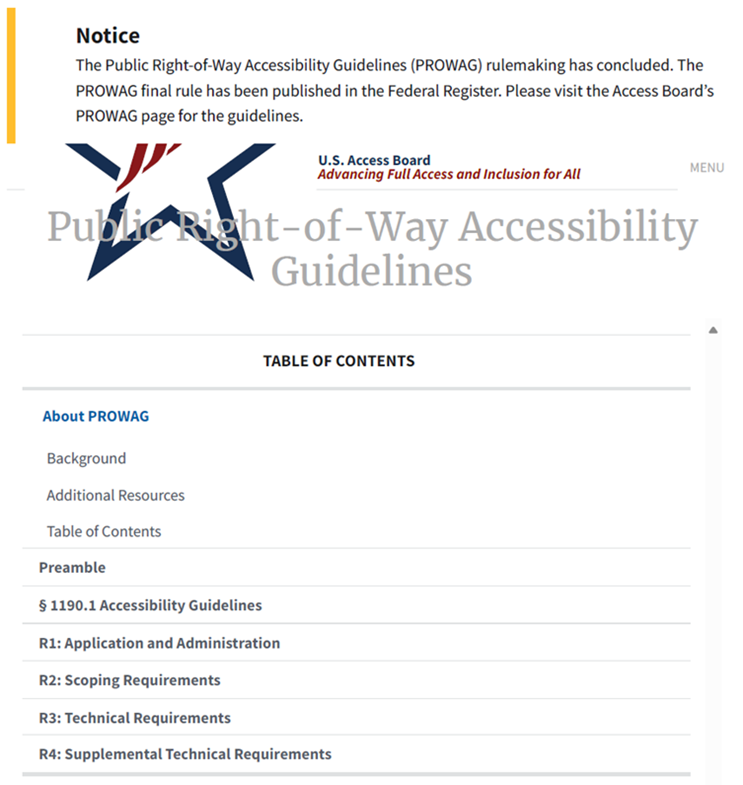 Notice
The Public Right-of-Way Accessibility Guidelines (PROWAG) rulemaking has concluded. The
PROWAG final rule has been published in the Federal Register. Please visit the Access Board’s
PROWAG page for the guidelines.
U.S. Access Board
Advancing Full Access and Inclusion for All
MENU
Public Right-of-Way Accessibility
Guidelines
TABLE OF CONTENTS
About PROWAG
Background
Additional Resources
Table of Contents
Preamble
§ 1190.1 Accessibility Guidelines
R1: Application and Administration
R2: Scoping Requirements
R3: Technical Requirements
R4: Supplemental Technical Requirements